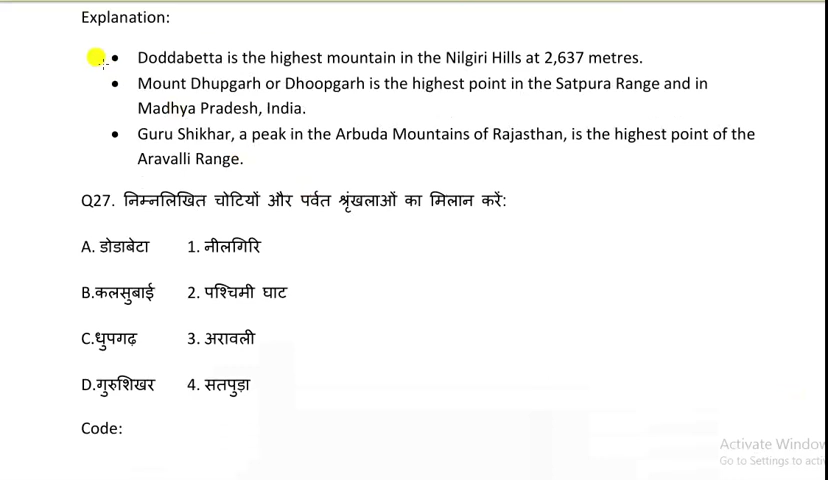 Explanation:
• Doddabetta is the highest mountain in the Nilgiri Hills at 2,637 metres.
• Mount Dhupgarh or Dhoopgarh is the highest point in the Satpura Range and in
Madhya Pradesh, India.
• Guru Shikhar, a peak in the Arbuda Mountains of Rajasthan, is the highest point of the
Aravalli Range.
Q27. निम्नलिखित चोटियों और पर्वत श्रृंखलाओं का मिलान करें:
A. डोडाबेटा 1. नीलगिरि
B.कलसुबाई 2. पश्चिमी घाट
C.धुपगढ़ 3. अरावली
D.गुरुशिखर 4. सतपुड़ा
Code:
Activate Window
Go to Settings to acti